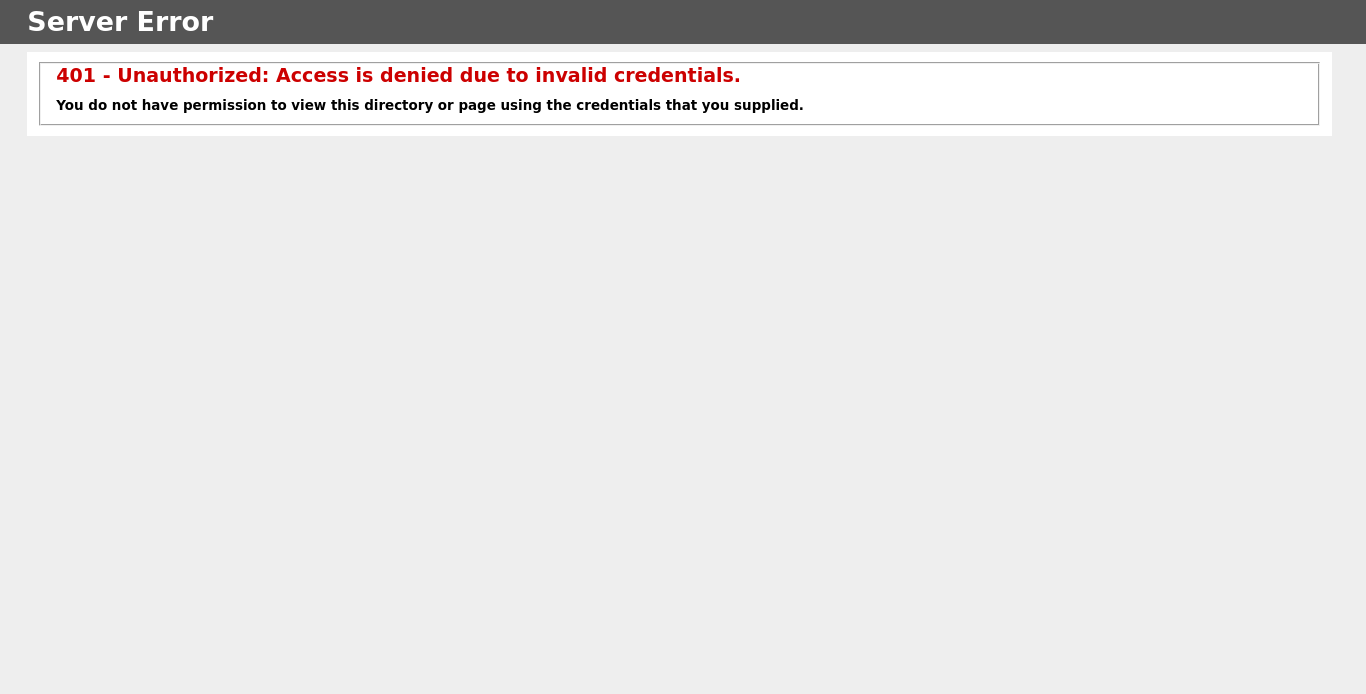 Server Error
401 - Unauthorized: Access is denied due to invalid credentials.
You do not have permission to view this directory or page using the credentials that you supplied.